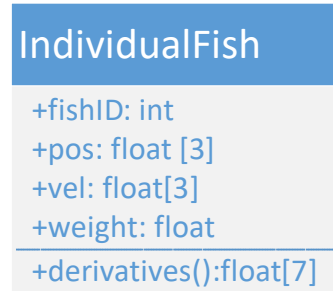 IndividualFish
+fishID: int
+pos: float [3]
+vel: float[3]
+weight: float
+derivatives():float[7]